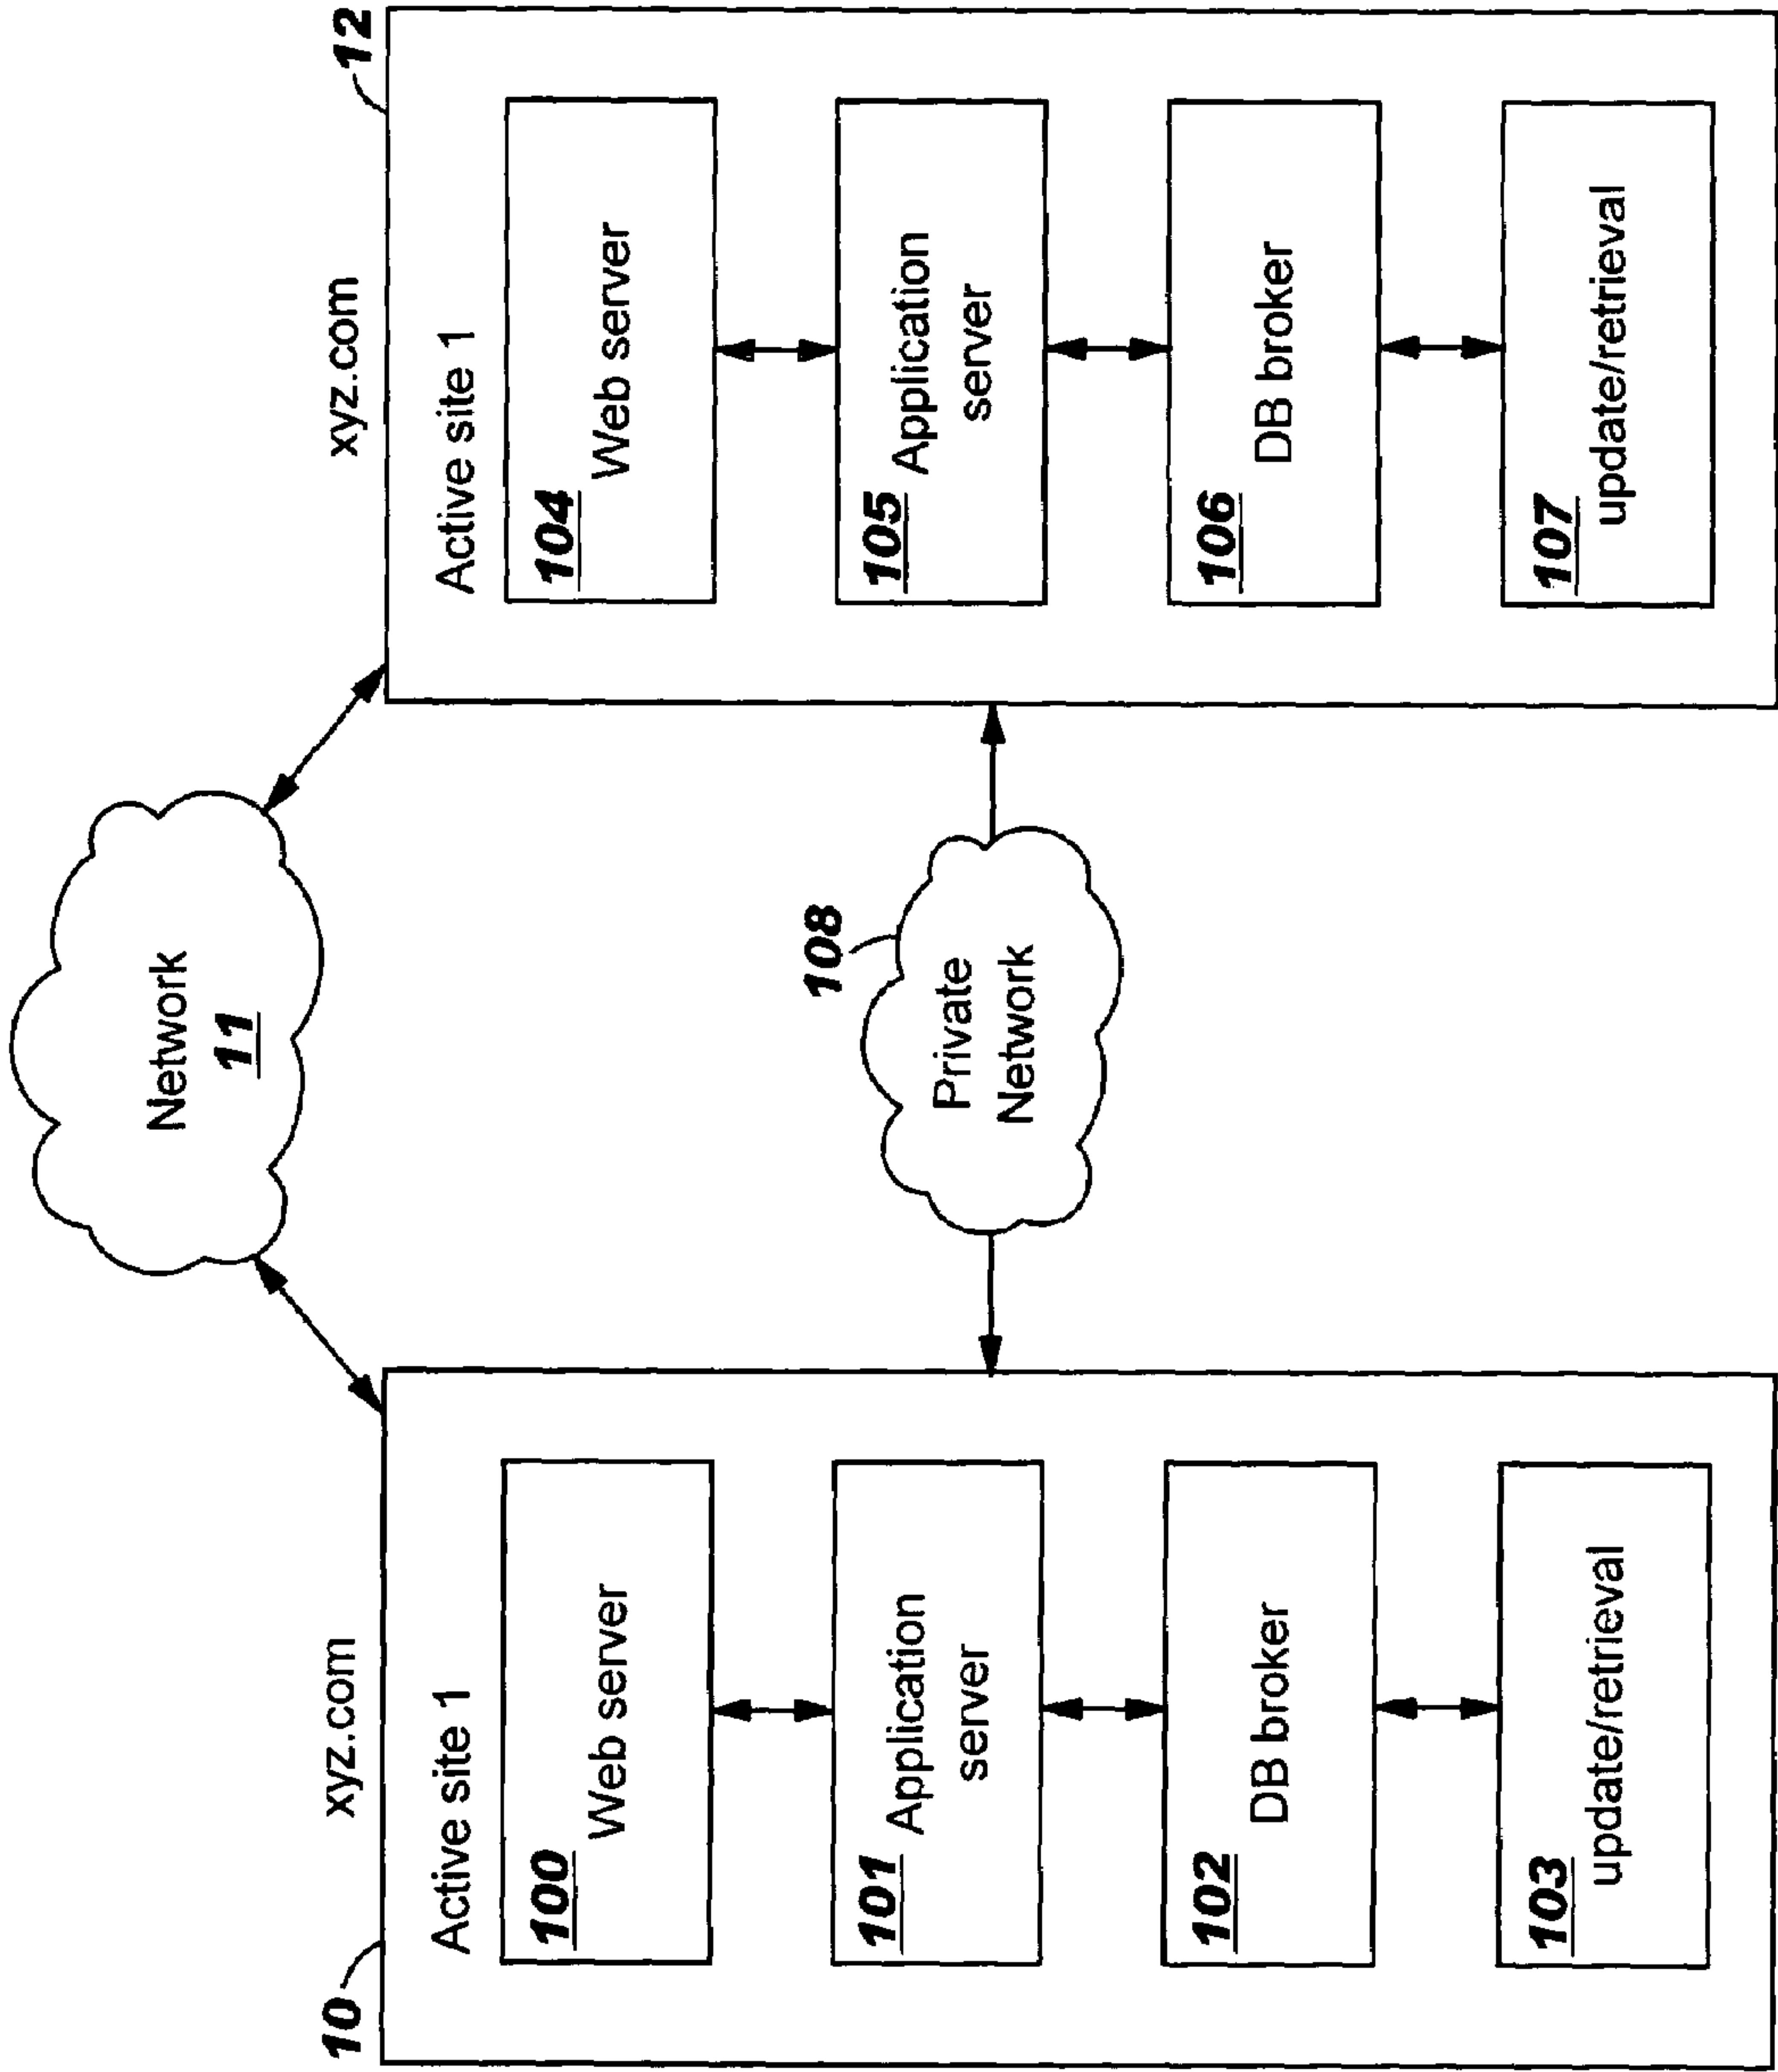 Network
11
xyz.com
10
Active site 1
100
Web server
101
Application
server
102
DB broker
103
update/retrieval
108
Private
Network
xyz.com
12
Active site 1
104
Web server
105
Application
server
106
DB broker
107
update/retrieval